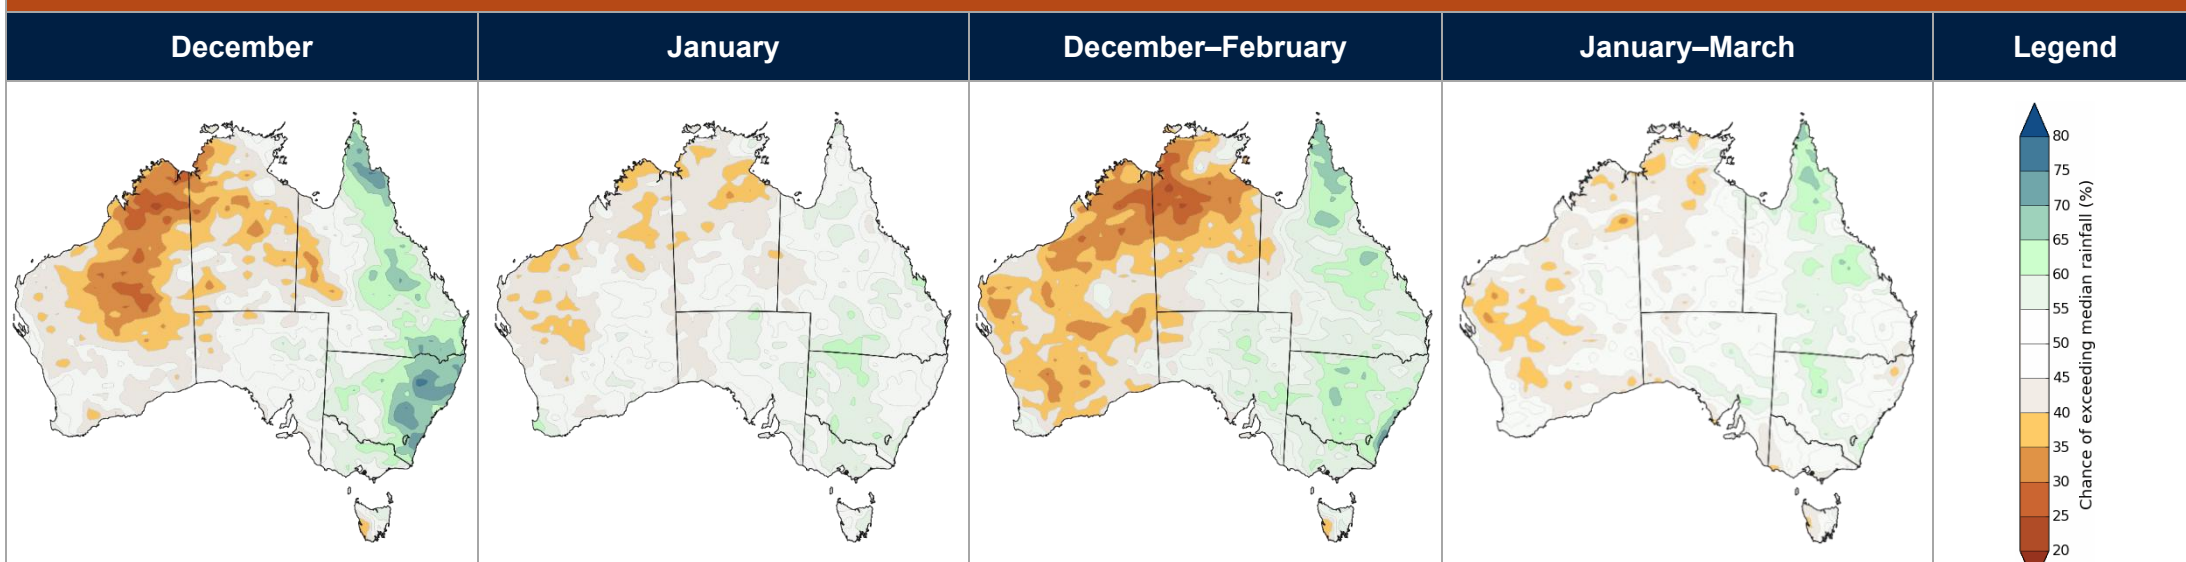 December
January
December–February
January–March
Legend
80
75
70
65
60
55
50
45
40
35
30
25
20
Chance of exceeding median rainfall (%)